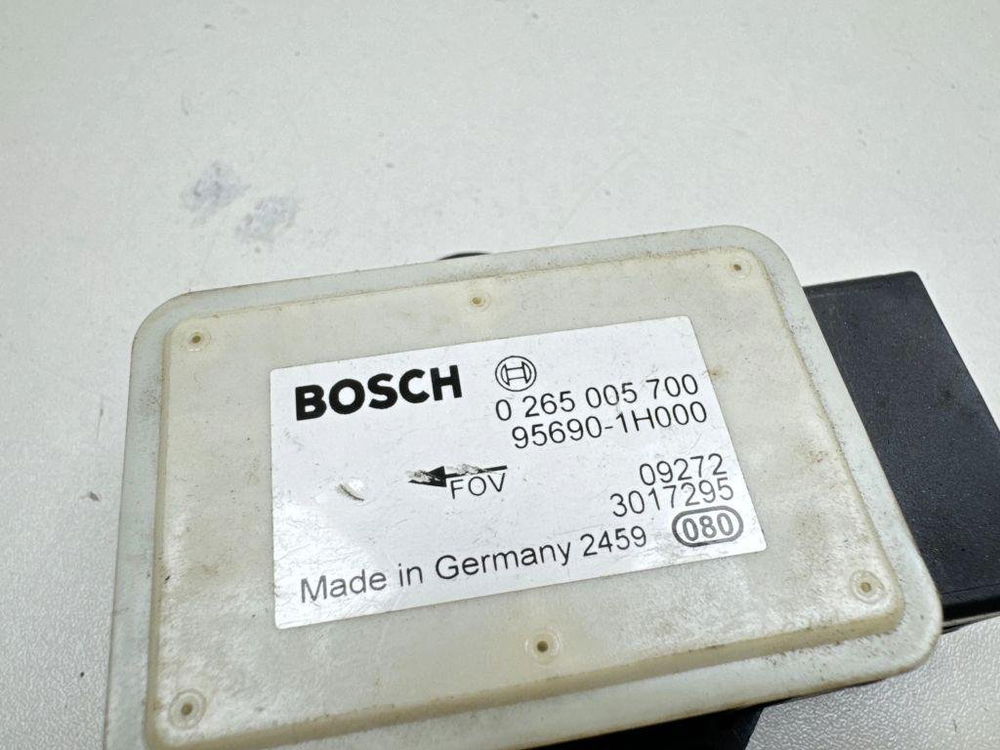 BOSCH
0 265 005 700
95690-1H000
FOV
09272
3017295
Made in Germany 2459 080